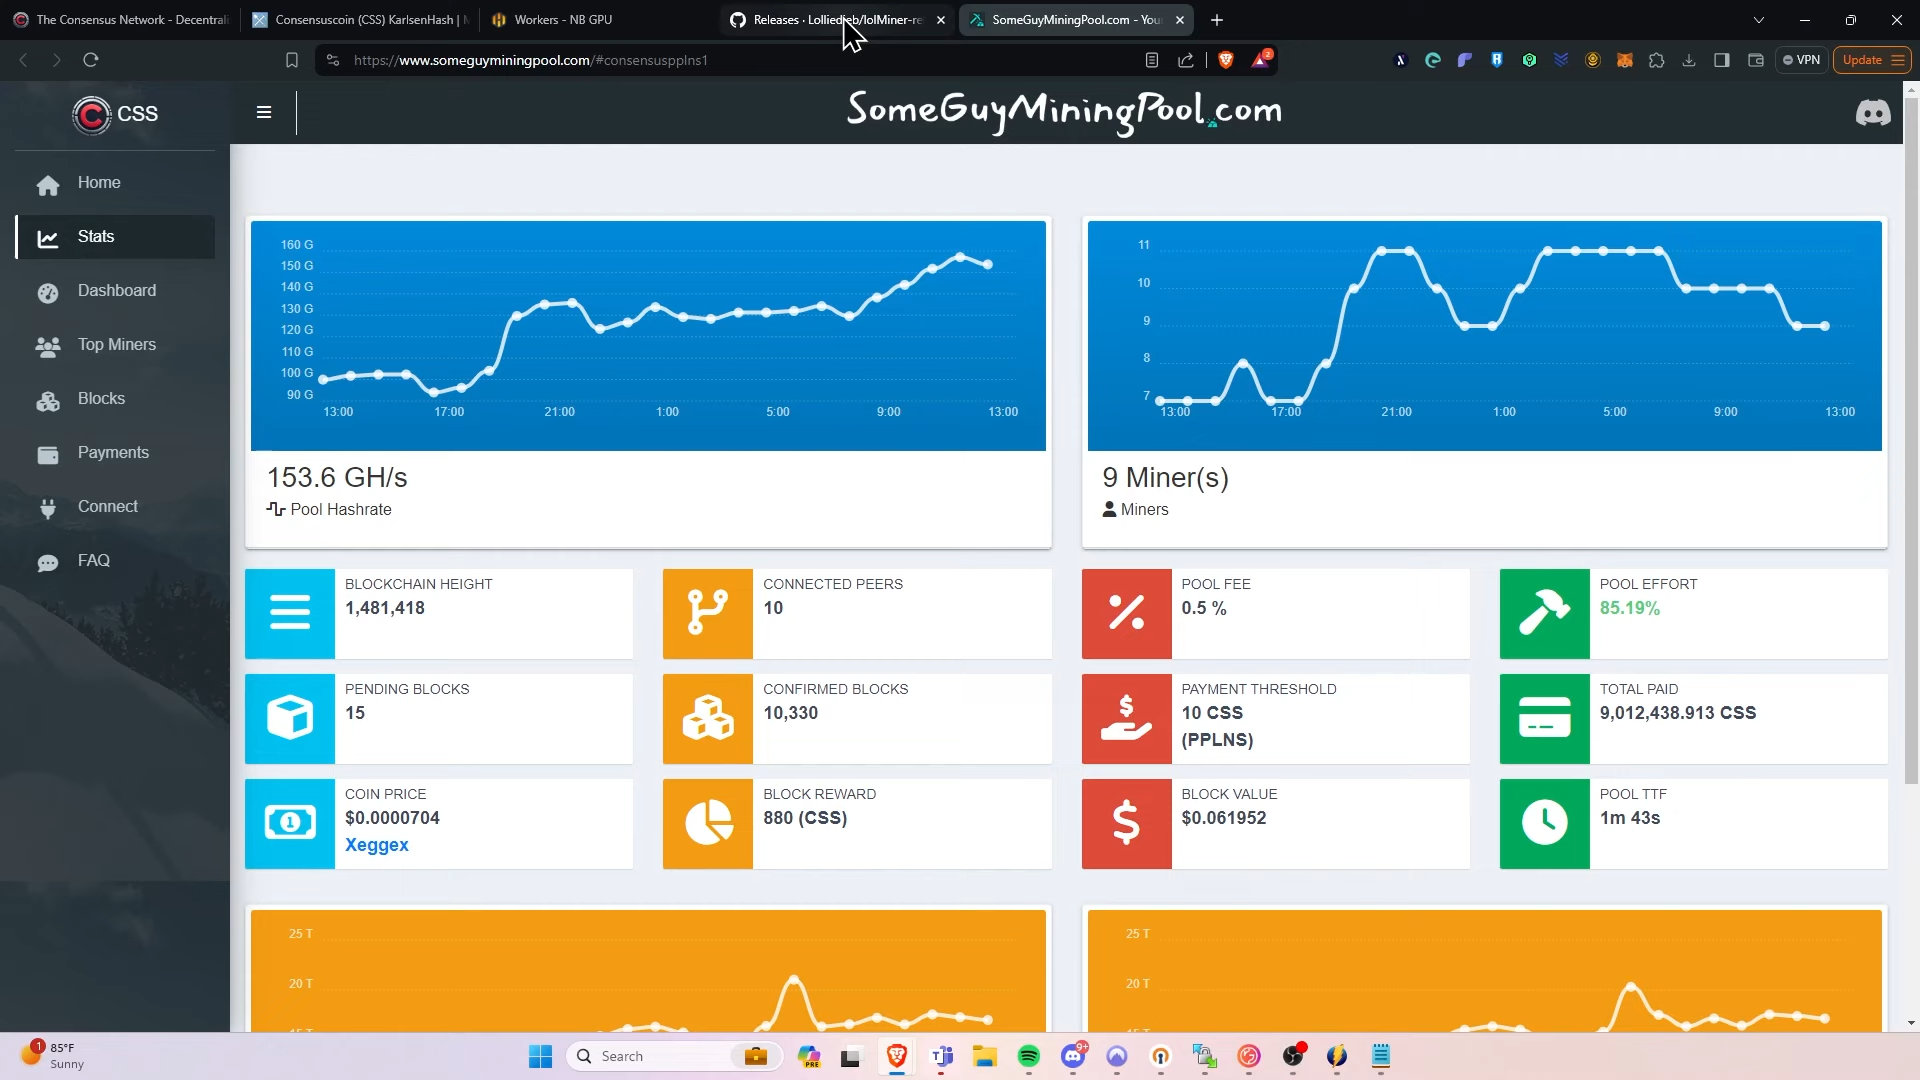 The Consensus Network - Decentrali
Consensuscoin (CSS) KarlsenHash |
Workers - NB GPU
Releases · Lolliedieb/lolMiner-re
SomeGuyMiningPool.com - You
https://www.someguyminingpool.com/#consensuspplns1
2
VPN
Update
CSS
SomeGuyMiningPool.com
Home
Stats
Dashboard
Top Miners
Blocks
Payments
Connect
FAQ
160 G
150 G
140 G
130 G
120 G
110 G
100 G
90 G
13:00 17:00 21:00 1:00 5:00 9:00 13:00
153.6 GH/s
Pool Hashrate
11
10
9
8
7
13:00 17:00 21:00 1:00 5:00 9:00 13:00
9 Miner(s)
Miners
BLOCKCHAIN HEIGHT
1,481,418
CONNECTED PEERS
10
POOL FEE
0.5 %
POOL EFFORT
85.19%
PENDING BLOCKS
15
CONFIRMED BLOCKS
10,330
PAYMENT THRESHOLD
10 CSS
(PPLNS)
TOTAL PAID
9,012,438.913 CSS
COIN PRICE
$0.0000704
Xeggex
BLOCK REWARD
880 (CSS)
BLOCK VALUE
$0.061952
POOL TTF
1m 43s
25 T
20 T
25 T
20 T
1
85°F
Sunny
Search
PRE
9+